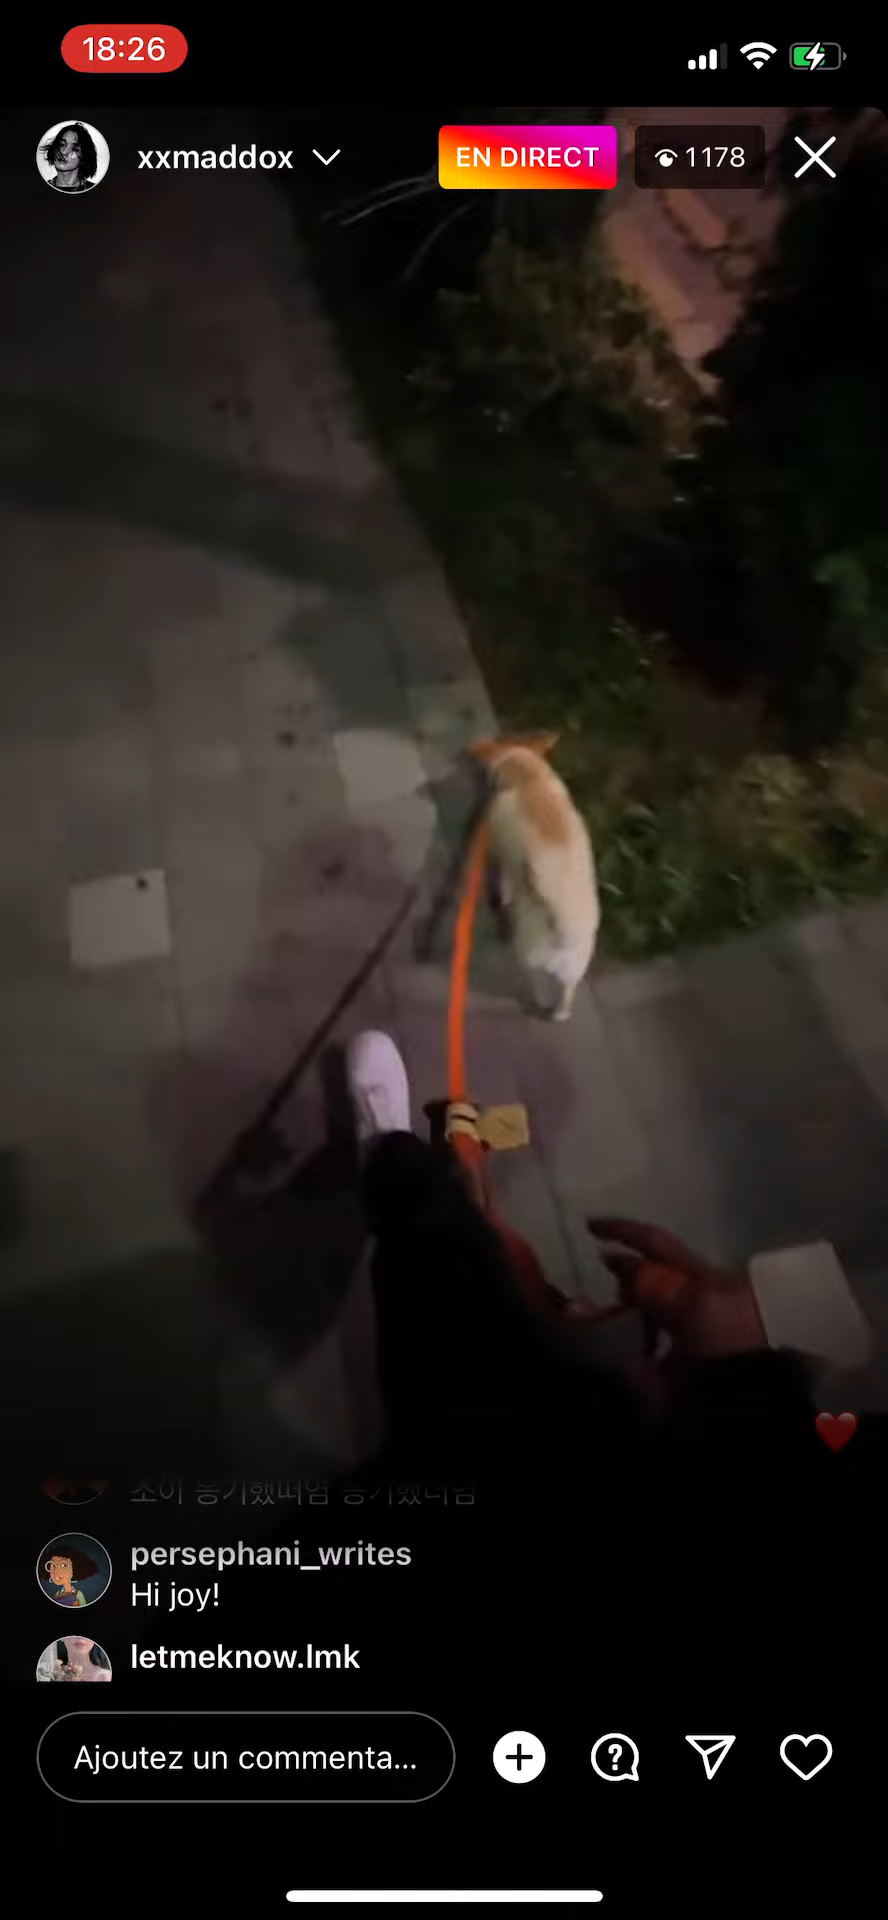 18:26
xxmaddox
EN DIRECT
1178
persephani_writes
Hi joy!
letmeknow.lmk
Ajoutez un commenta...